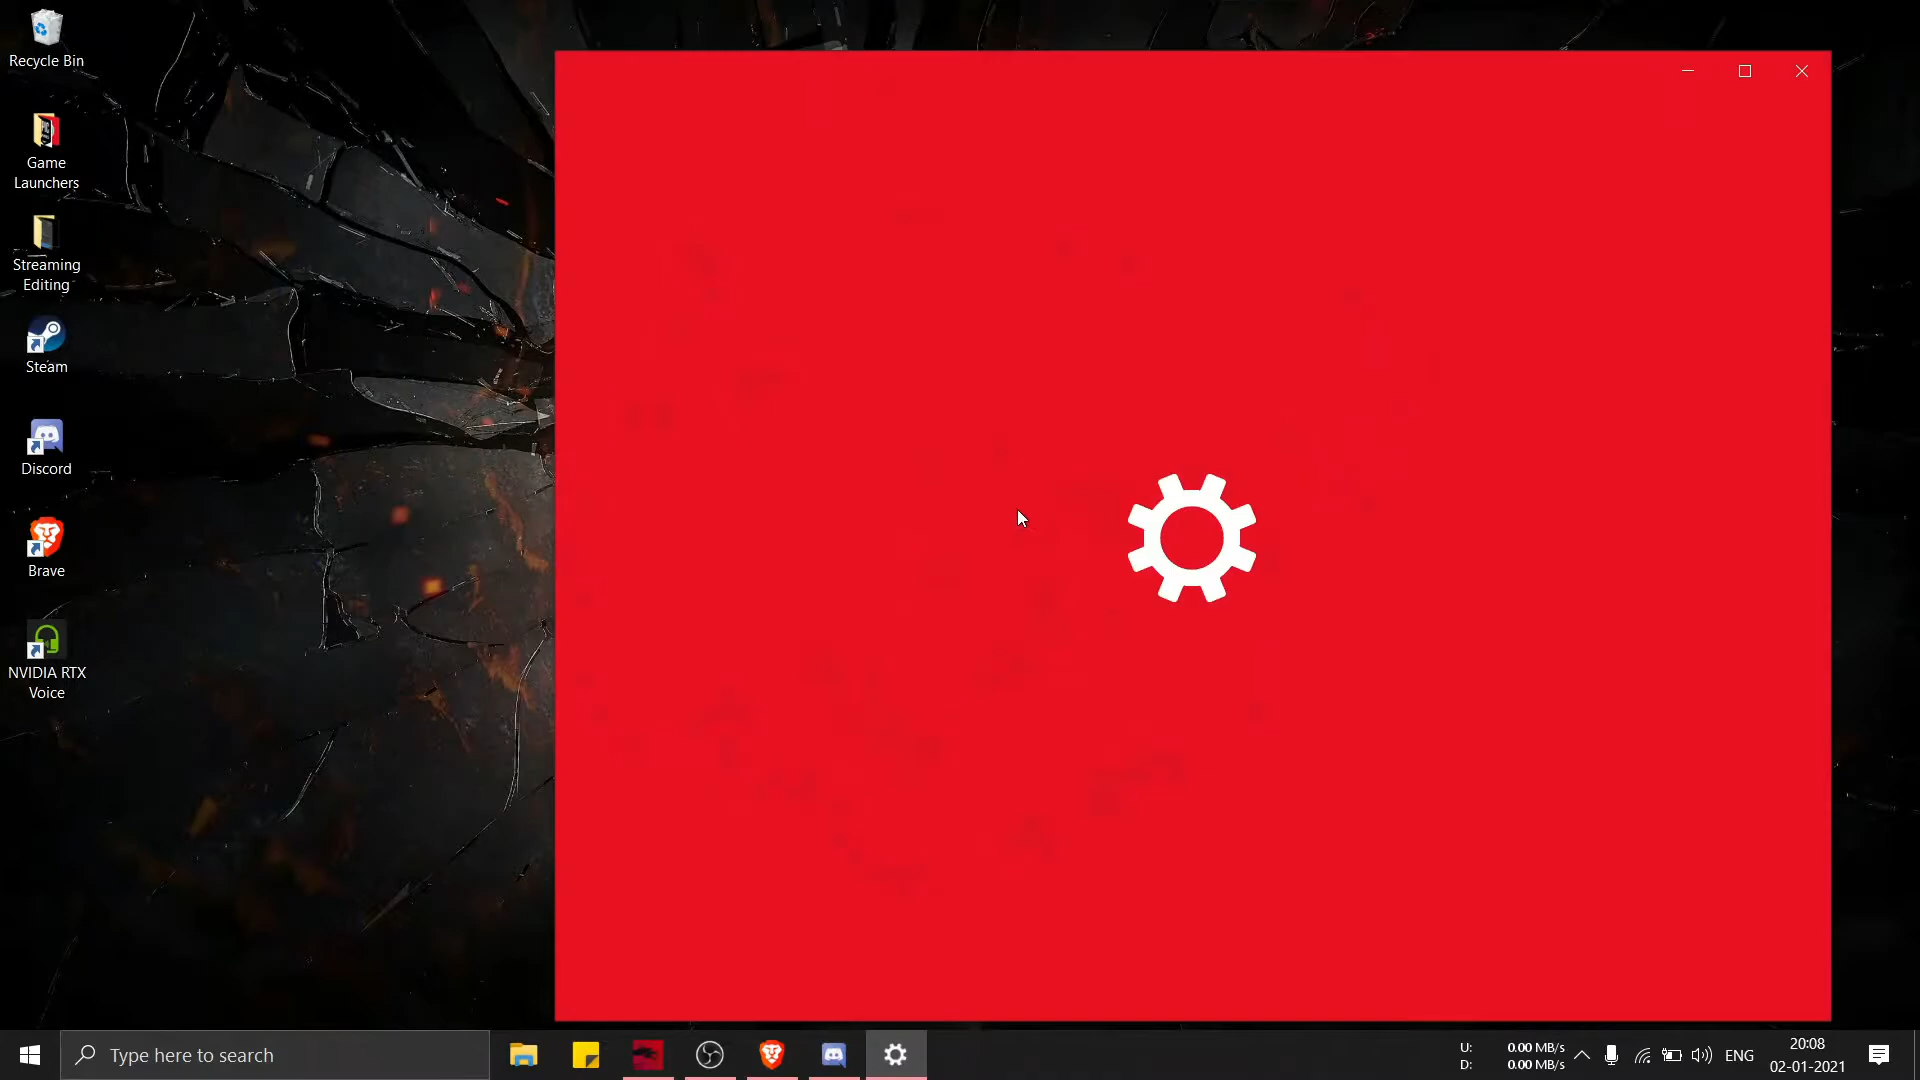 Recycle Bin
Game
Launchers
Streaming
Editing
Steam
Discord
Brave
NVIDIA RTX
Voice
Type here to search
U: 0.00 MB/s
D: 0.00 MB/s
ENG
20:08
02-01-2021